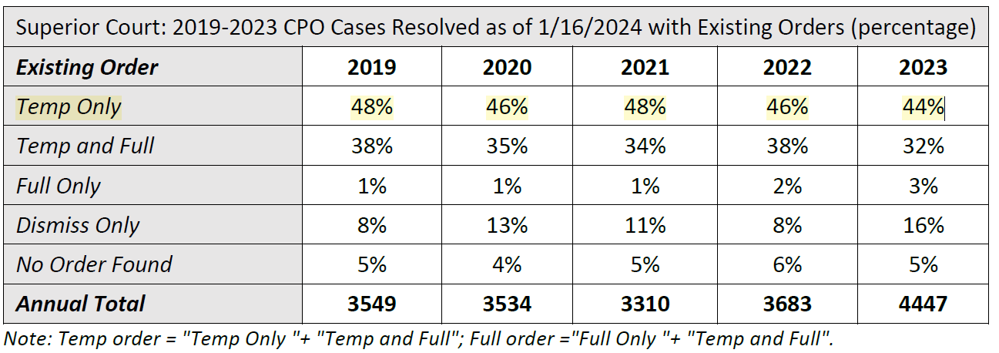 Superior Court: 2019-2023 CPO Cases Resolved as of 1/16/2024 with Existing Orders (percentage)
Existing Order 2019 2020 2021 2022 2023
Temp Only 48% 46% 48% 46% 44%
Temp and Full 38% 35% 34% 38% 32%
Full Only 1% 1% 1% 2% 3%
Dismiss Only 8% 13% 11% 8% 16%
No Order Found 5% 4% 5% 6% 5%
Annual Total 3549 3534 3310 3683 4447
Note: Temp order = "Temp Only "+ "Temp and Full"; Full order ="Full Only "+ "Temp and Full".